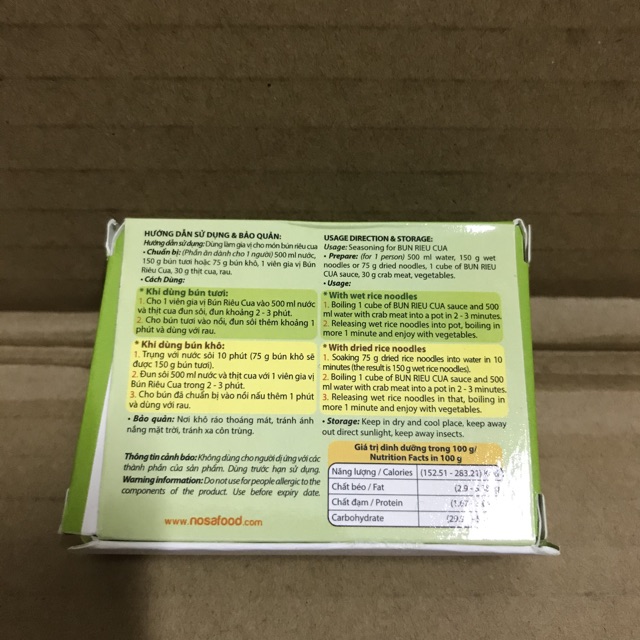 HƯỚNG DẪN SỬ DỤNG & BẢO QUẢN:
Hướng dẫn sử dụng: Dùng làm gia vị cho món bún riêu cua
• Chuẩn bị: (Phần ăn dành cho 1 người) 500 ml nước,
150 g bún tươi hoặc 75 g bún khô, 1 viên gia vị Bún
Riêu Cua, 30 g thịt cua, rau.
• Cách Dùng:
* Khi dùng bún tươi:
1. Cho 1 viên gia vị Bún Riêu Cua vào 500 ml nước
và thịt cua đun sôi, đun khoảng 2 - 3 phút.
2. Cho bún tươi vào nồi, đun sôi thêm khoảng 1
phút và dùng với rau.
* Khi dùng bún khô:
1. Trụng với nước sôi 10 phút (75 g bún khô sẽ
được 150 g bún tươi).
2. Đun sôi 500 ml nước và thịt cua với 1 viên gia vị
Bún Riêu Cua trong 2 - 3 phút.
3. Cho bún đã chuẩn bị vào nồi nấu thêm 1 phút
và dùng với rau.
• Bảo quản: Nơi khô ráo thoáng mát, tránh ánh
nắng mặt trời, tránh xa côn trùng.
Thông tin cảnh báo: Không dùng cho người dị ứng với các
thành phần của sản phẩm. Dùng trước hạn sử dụng.
Warning information: Do not use for people allergic to the
components of the product. Use before expiry date.
www.nosafood.com
USAGE DIRECTION & STORAGE:
Usage: Seasoning for BUN RIEU CUA
• Prepare: (for 1 person) 500 ml water, 150 g wet
noodles or 75 g dried noodles, 1 cube of BUN RIEU
CUA sauce, 30 g crab meat, vegetables.
• Usage:
* With wet rice noodles
1. Boiling 1 cube of BUN RIEU CUA sauce and 500
ml water with crab meat into a pot in 2 - 3 minutes.
2. Releasing wet rice noodles into pot, boiling in
more 1 minute and enjoy with vegetables.
* With dried rice noodles
1. Soaking 75 g dried rice noodles into water in 10
minutes (the result is 150 g wet rice noodles).
2. Boiling 1 cube of BUN RIEU CUA sauce and 500
ml water with crab meat into a pot in 2 - 3 minutes.
3. Releasing wet rice noodles in that, boiling in
more 1 minute and enjoy with vegetables.
• Storage: Keep in dry and cool place, keep away
out direct sunlight, keep away insects.
Giá trị dinh dưỡng trong 100 g/
Nutrition Facts in 100 g
Năng lượng / Calories (152.51 - 283.21)
Chất béo / Fat (2.9 -
Chất đạm / Protein
Carbohydrate